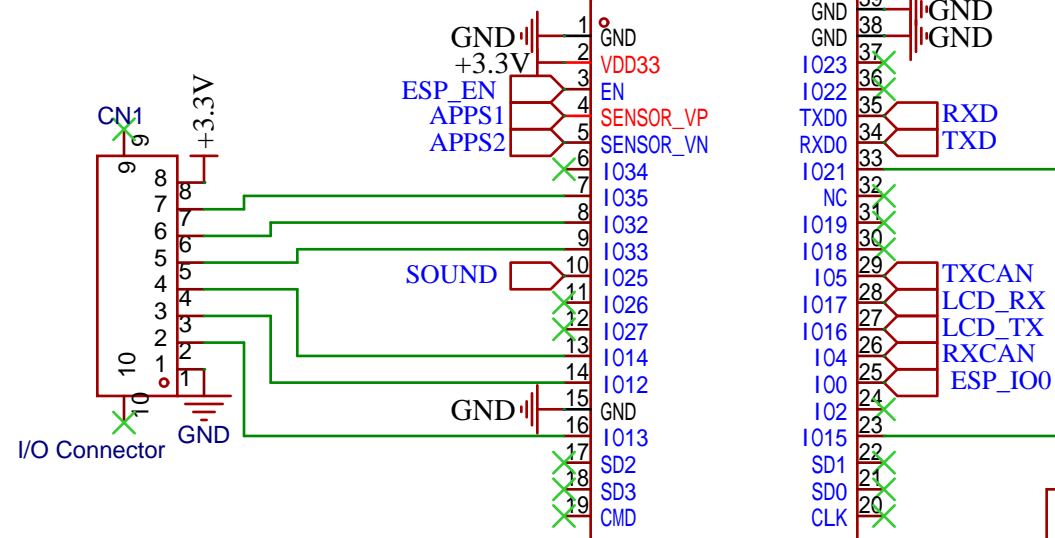 39
GND GND
1 GND 38 GND
GND GND
2 37
+3.3V VDD33 IO23
3 36
ESP_EN EN IO22
4 35
APPS1 SENSOR_VP TXD0 RXD
5 34
APPS2 SENSOR_VN RXD0 TXD
6 33
IO34 IO21
7 32
IO35 NC
8 31
IO32 IO19
9 30
IO33 IO18
SOUND 10 IO25 IO5 29 TXCAN
11 IO26 IO17 28 LCD_RX
12 IO27 IO16 27 LCD_TX
13 IO14 IO4 26 RXCAN
14 IO12 IO0 25 ESP_IO0
GND 15 GND IO2 24
16 IO13 IO15 23
17 SD2 SD1 22
18 SD3 SD0 21
19 CMD CLK 20
CN1
+3.3V
9
9
8 8
7 7
6 6
5 5
4 4
3 3
2 2
1 1
10
10
GND
I/O Connector